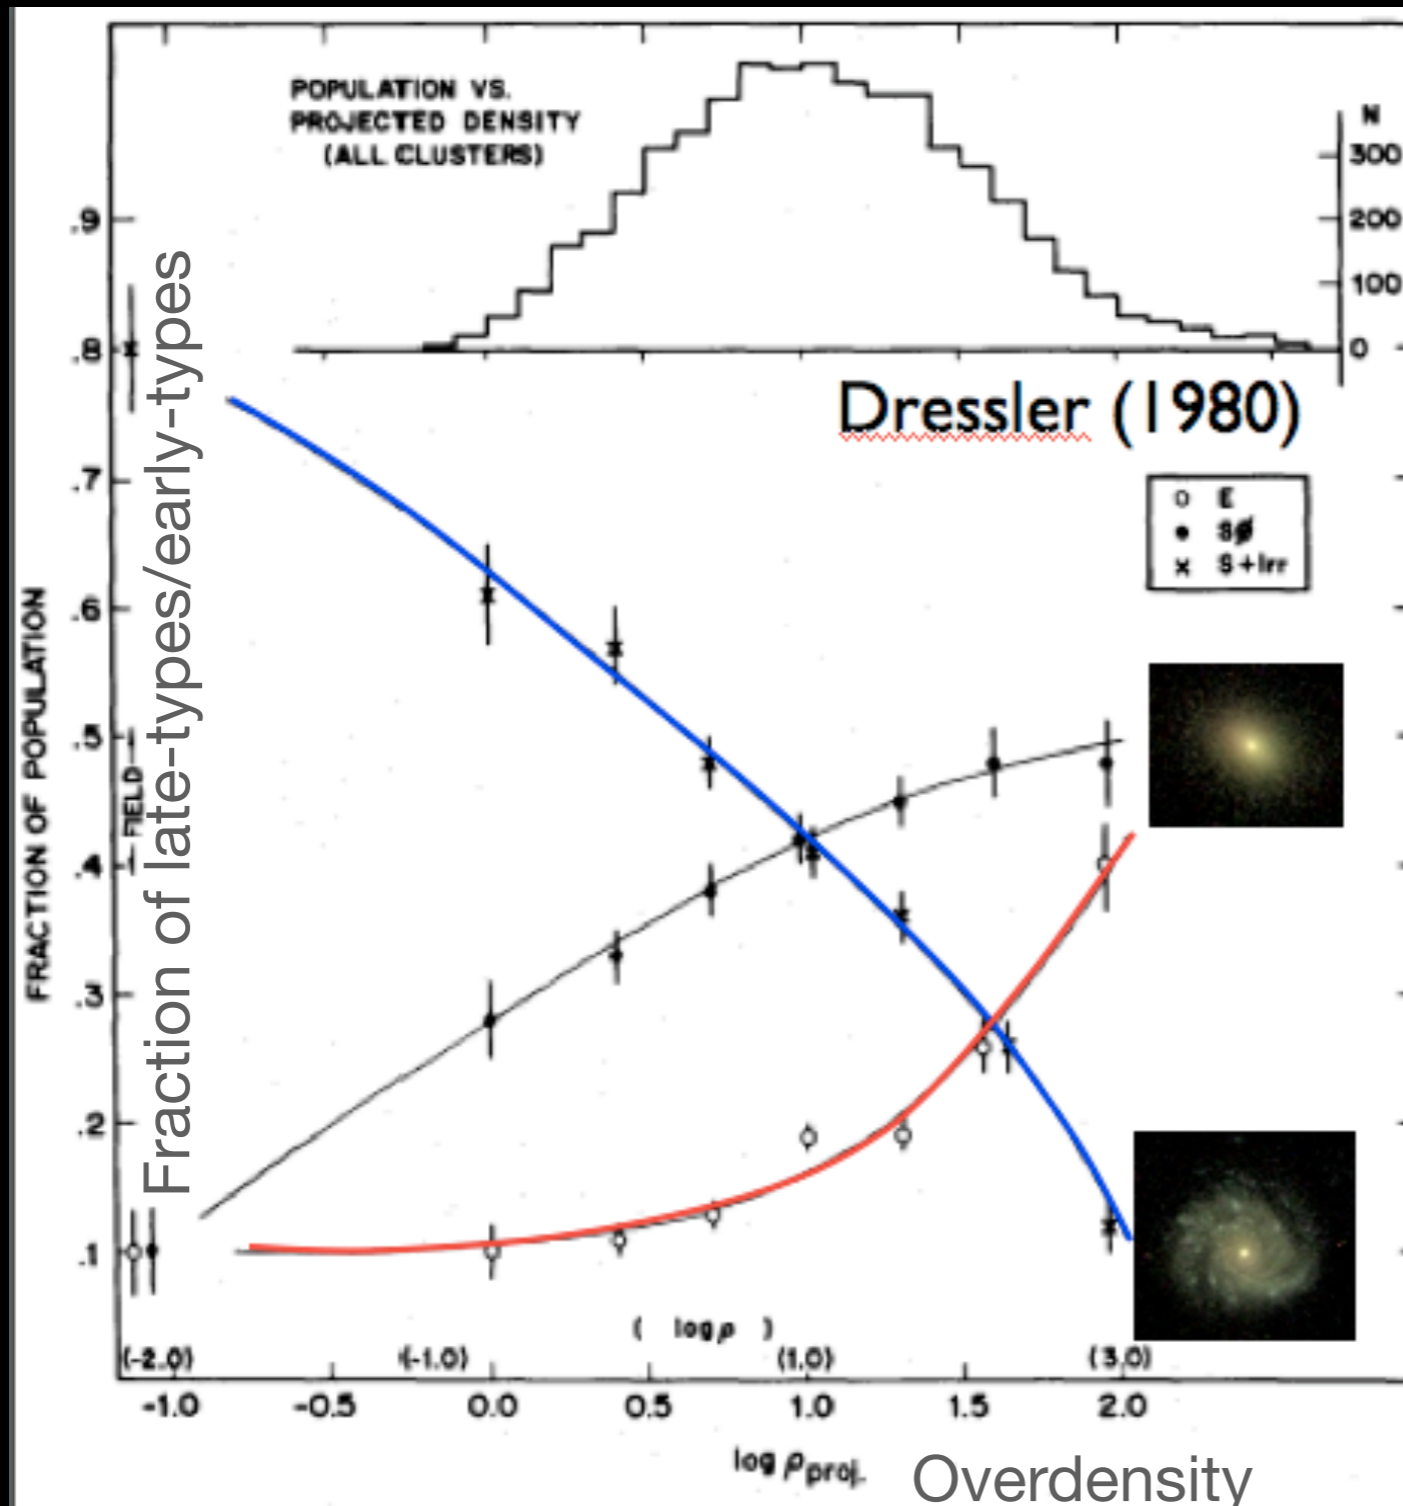 POPULATION VS.
PROJECTED DENSITY
(ALL CLUSTERS)
N
300
200
100
0
Dressler (1980)
E
SØ
S+Irr
.9
.8
.7
.6
.5
.4
.3
.2
.1
FRACTION OF POPULATION
⊢FIELD⊣
Fraction of late-types/early-types
( log ρ )
(-2.0) (-1.0) (1.0) (3.0)
-1.0 -0.5 0.0 0.5 1.0 1.5 2.0
log ρproj.
Overdensity